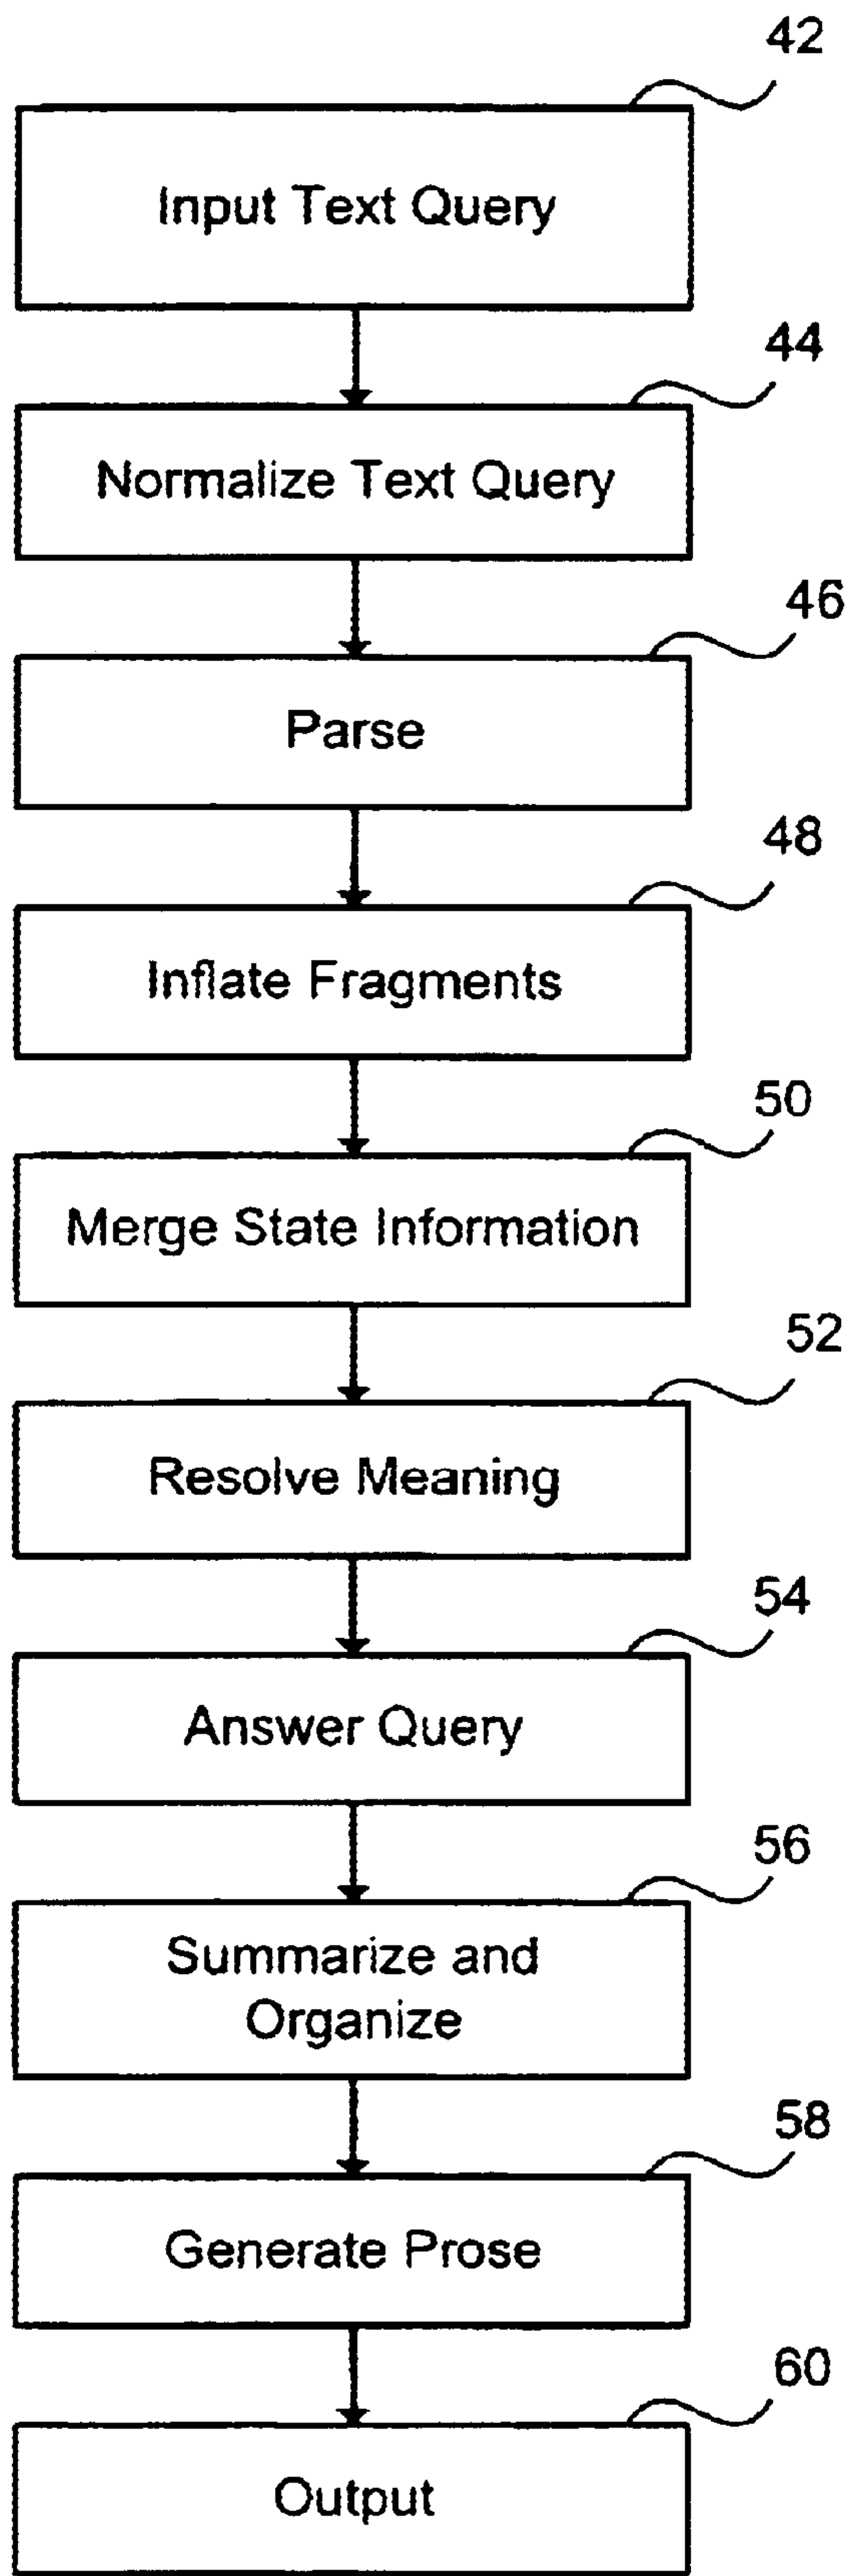 42
Input Text Query
44
Normalize Text Query
46
Parse
48
Inflate Fragments
50
Merge State Information
52
Resolve Meaning
54
Answer Query
56
Summarize and
Organize
58
Generate Prose
60
Output